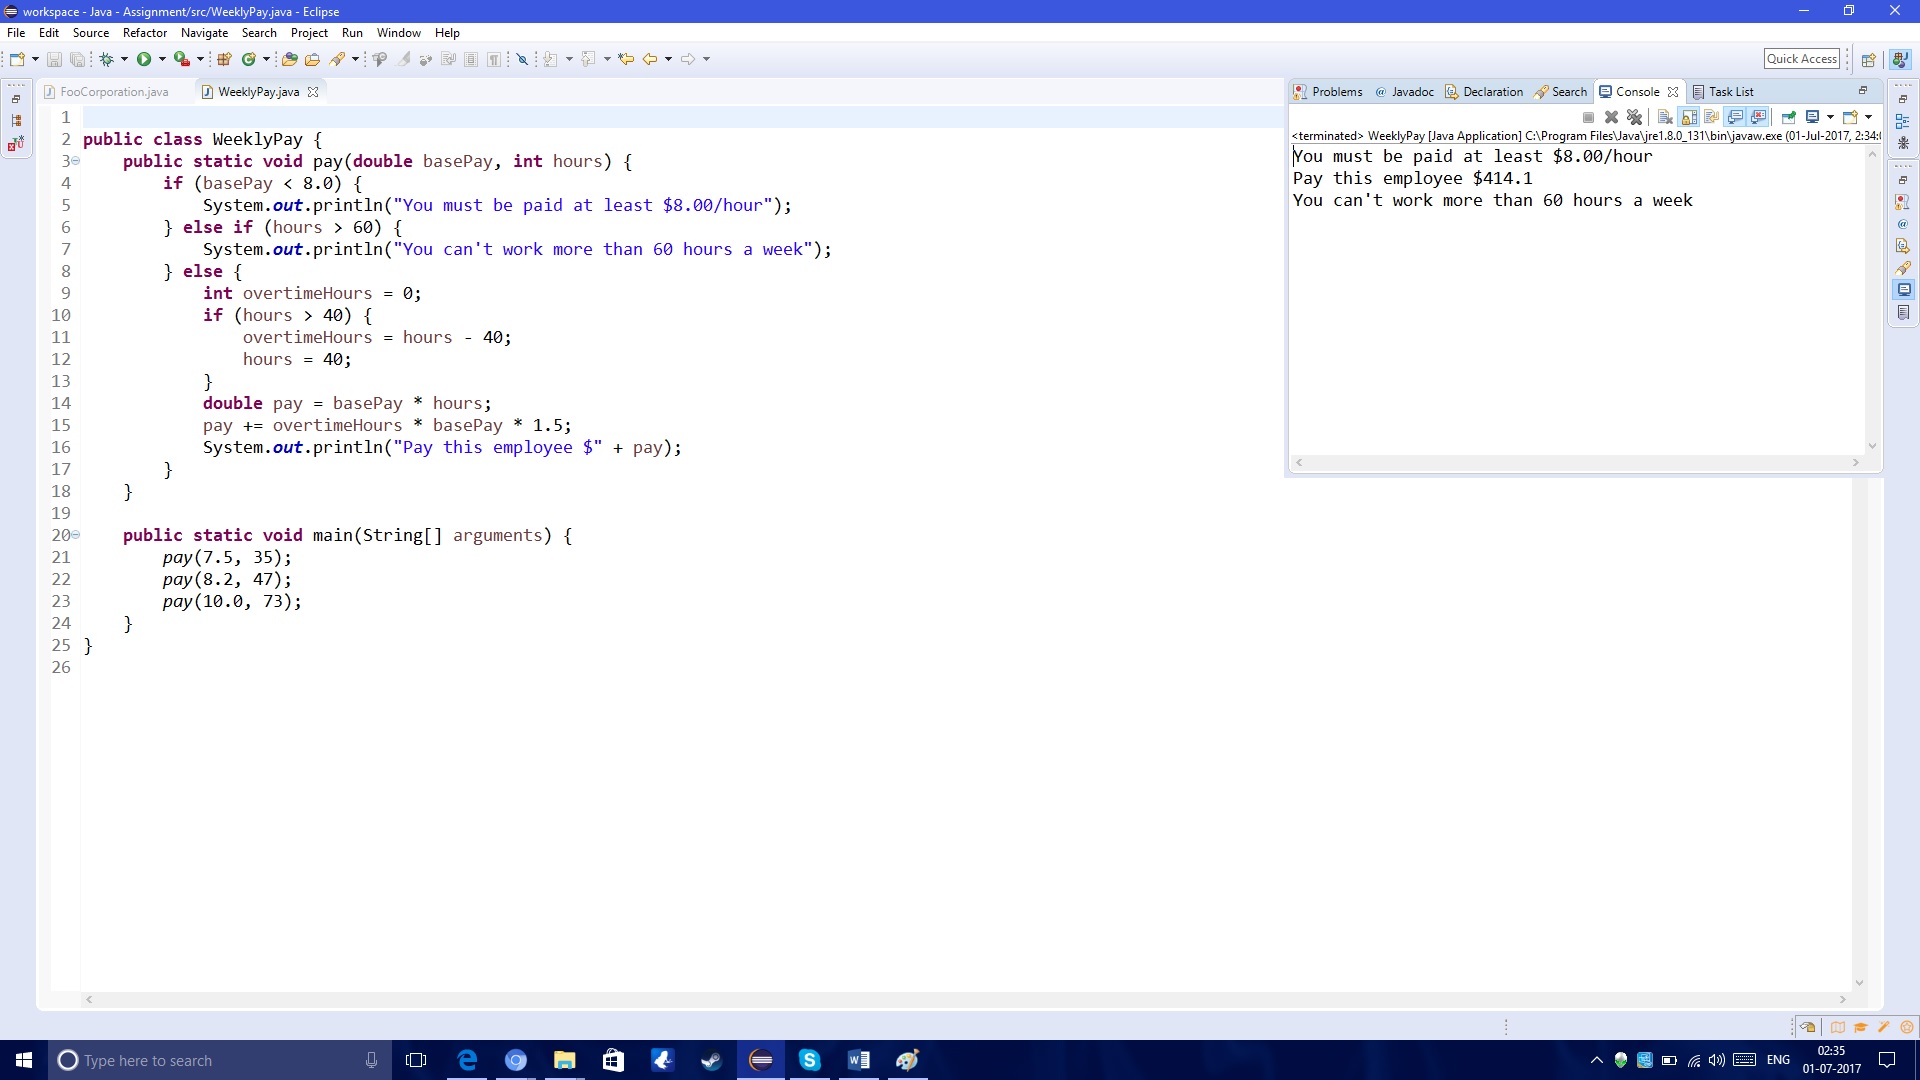 workspace - Java - Assignment/src/WeeklyPay.java - Eclipse
File Edit Source Refactor Navigate Search Project Run Window Help
Quick Access
FooCorporation.java WeeklyPay.java
1
2 public class WeeklyPay {
3 public static void pay(double basePay, int hours) {
4 if (basePay < 8.0) {
5 System.out.println("You must be paid at least $8.00/hour");
6 } else if (hours > 60) {
7 System.out.println("You can't work more than 60 hours a week");
8 } else {
9 int overtimeHours = 0;
10 if (hours > 40) {
11 overtimeHours = hours - 40;
12 hours = 40;
13 }
14 double pay = basePay * hours;
15 pay += overtimeHours * basePay * 1.5;
16 System.out.println("Pay this employee $" + pay);
17 }
18 }
19
20 public static void main(String[] arguments) {
21 pay(7.5, 35);
22 pay(8.2, 47);
23 pay(10.0, 73);
24 }
25 }
26
Problems @ Javadoc Declaration Search Console Task List
<terminated> WeeklyPay [Java Application] C:\Program Files\Java\jre1.8.0_131\bin\javaw.exe (01-Jul-2017, 2:34:
You must be paid at least $8.00/hour
Pay this employee $414.1
You can't work more than 60 hours a week
Type here to search
ENG
02:35
01-07-2017